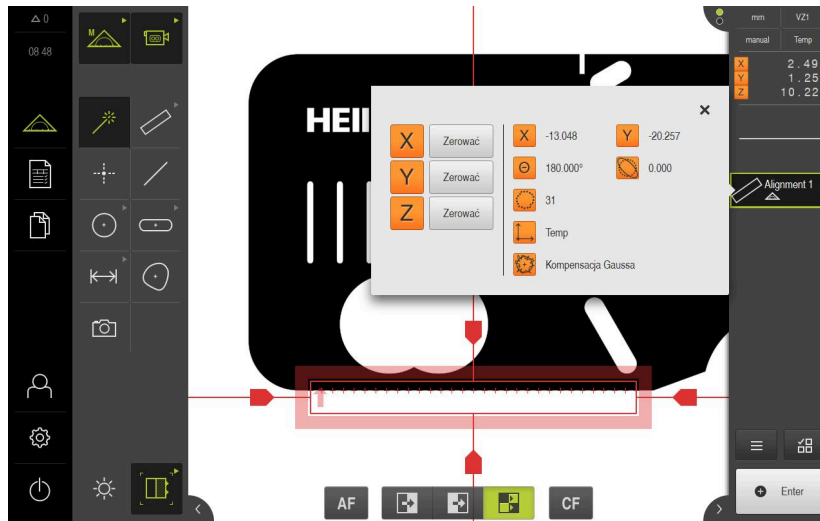 0
08 48
M
HEI
mm
VZ1
manual
Temp
X 2.49
Y 1.25
Z 10.22
X Zerować
Y Zerować
Z Zerować
X -13.048
Y -20.257
Θ 180.000°
0.000
31
Temp
Kompensacja Gaussa
Alignment 1
AF
CF
Enter